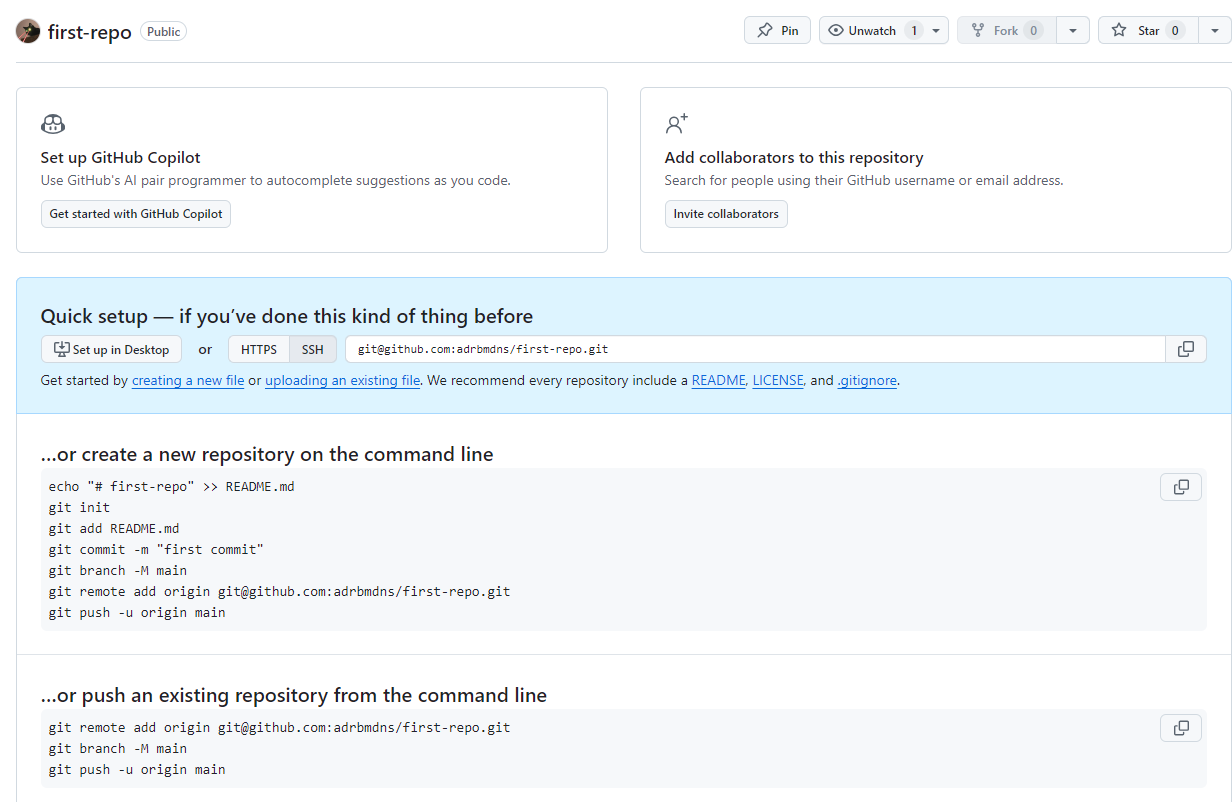 first-repo Public Pin Unwatch 1 Fork 0 Star 0
Set up GitHub Copilot
Use GitHub's AI pair programmer to autocomplete suggestions as you code.
Get started with GitHub Copilot
Add collaborators to this repository
Search for people using their GitHub username or email address.
Invite collaborators
Quick setup — if you’ve done this kind of thing before
Set up in Desktop or HTTPS SSH git@github.com:adrbmdns/first-repo.git
Get started by creating a new file or uploading an existing file. We recommend every repository include a README, LICENSE, and .gitignore.
…or create a new repository on the command line
echo "# first-repo" >> README.md
git init
git add README.md
git commit -m "first commit"
git branch -M main
git remote add origin git@github.com:adrbmdns/first-repo.git
git push -u origin main
…or push an existing repository from the command line
git remote add origin git@github.com:adrbmdns/first-repo.git
git branch -M main
git push -u origin main